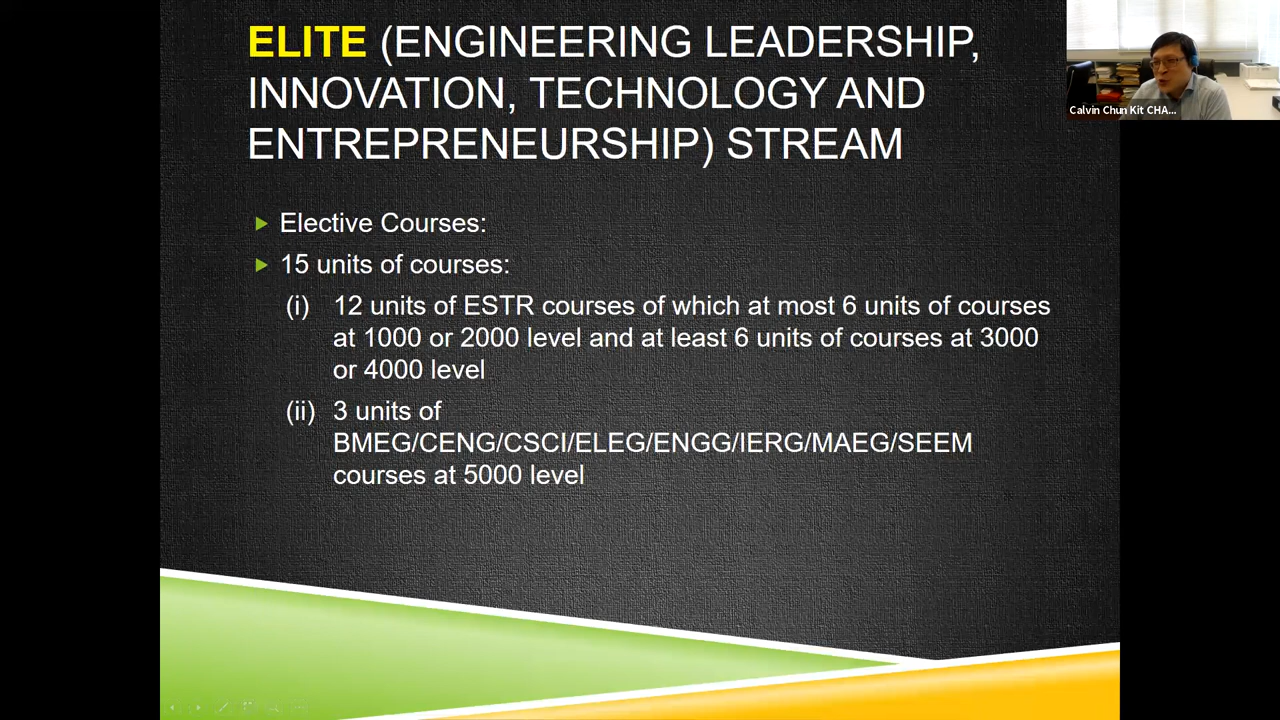 ELITE (ENGINEERING LEADERSHIP,
INNOVATION, TECHNOLOGY AND
ENTREPRENEURSHIP) STREAM
Calvin Chun Kit CHA...
Elective Courses:
15 units of courses:
(i) 12 units of ESTR courses of which at most 6 units of courses
at 1000 or 2000 level and at least 6 units of courses at 3000
or 4000 level
(ii) 3 units of
BMEG/CENG/CSCI/ELEG/ENGG/IERG/MAEG/SEEM
courses at 5000 level